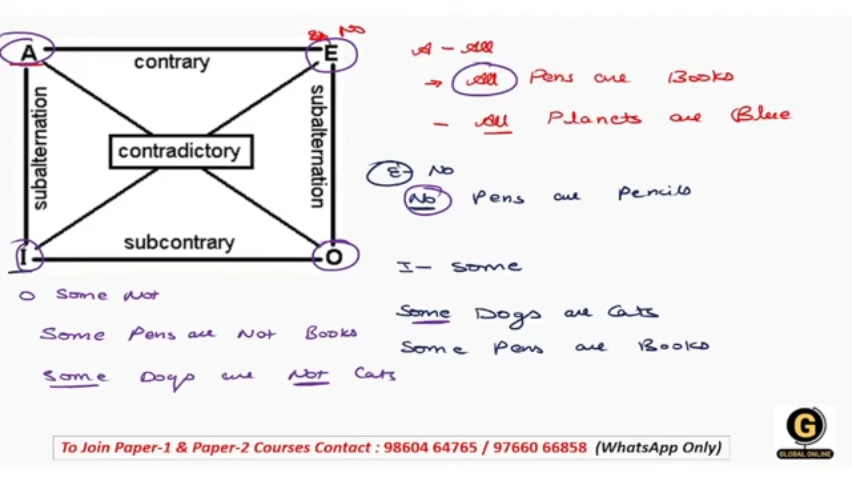 No
A E
contrary
subalternation
subalternation
contradictory
subcontrary
I O
A - All
→ All Pens are Books
- All Planets are Blue
E - No
No Pens are Pencils
I - Some
Some Dogs are Cats
Some Pens are Books
O Some Not
Some Pens are Not Books
Some Dogs are Not Cats
To Join Paper-1 & Paper-2 Courses Contact : 98604 64765 / 97660 66858 (WhatsApp Only)
G
GLOBAL ONLINE